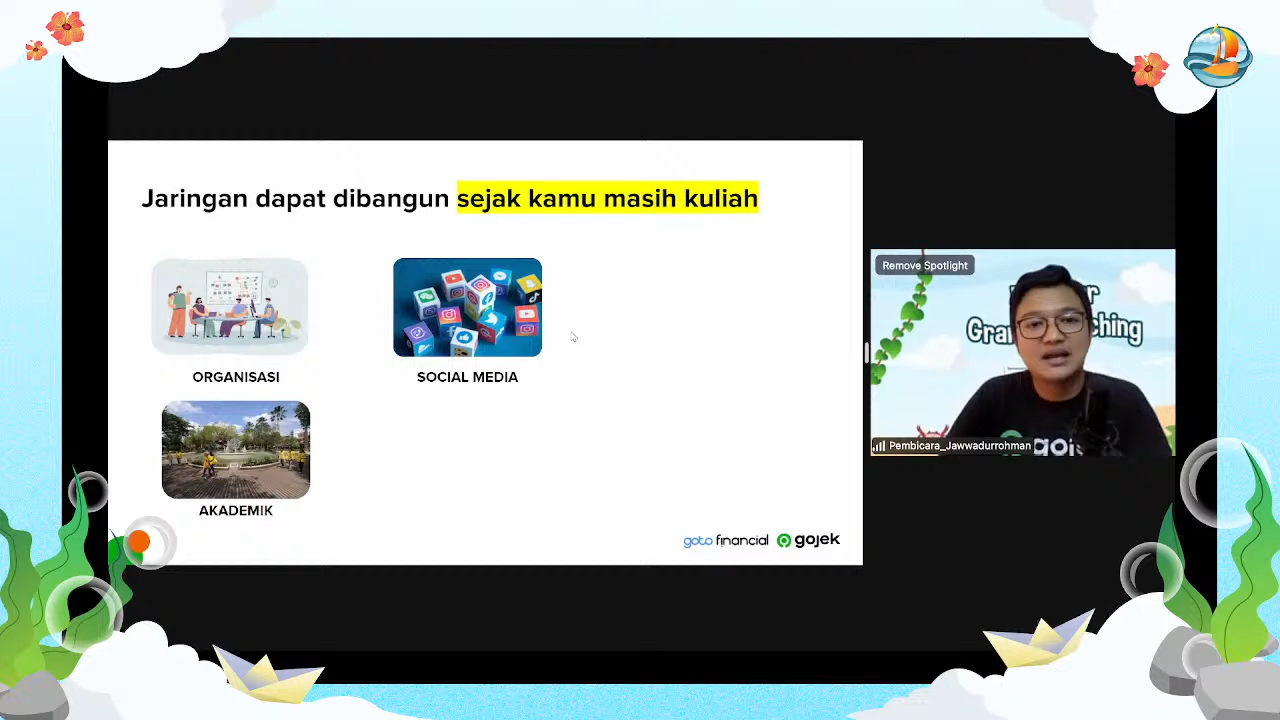 Jaringan dapat dibangun sejak kamu masih kuliah
ORGANISASI
SOCIAL MEDIA
AKADEMIK
goto financial gojek
Remove Spotlight
Pembicara_Jawwadurrohman